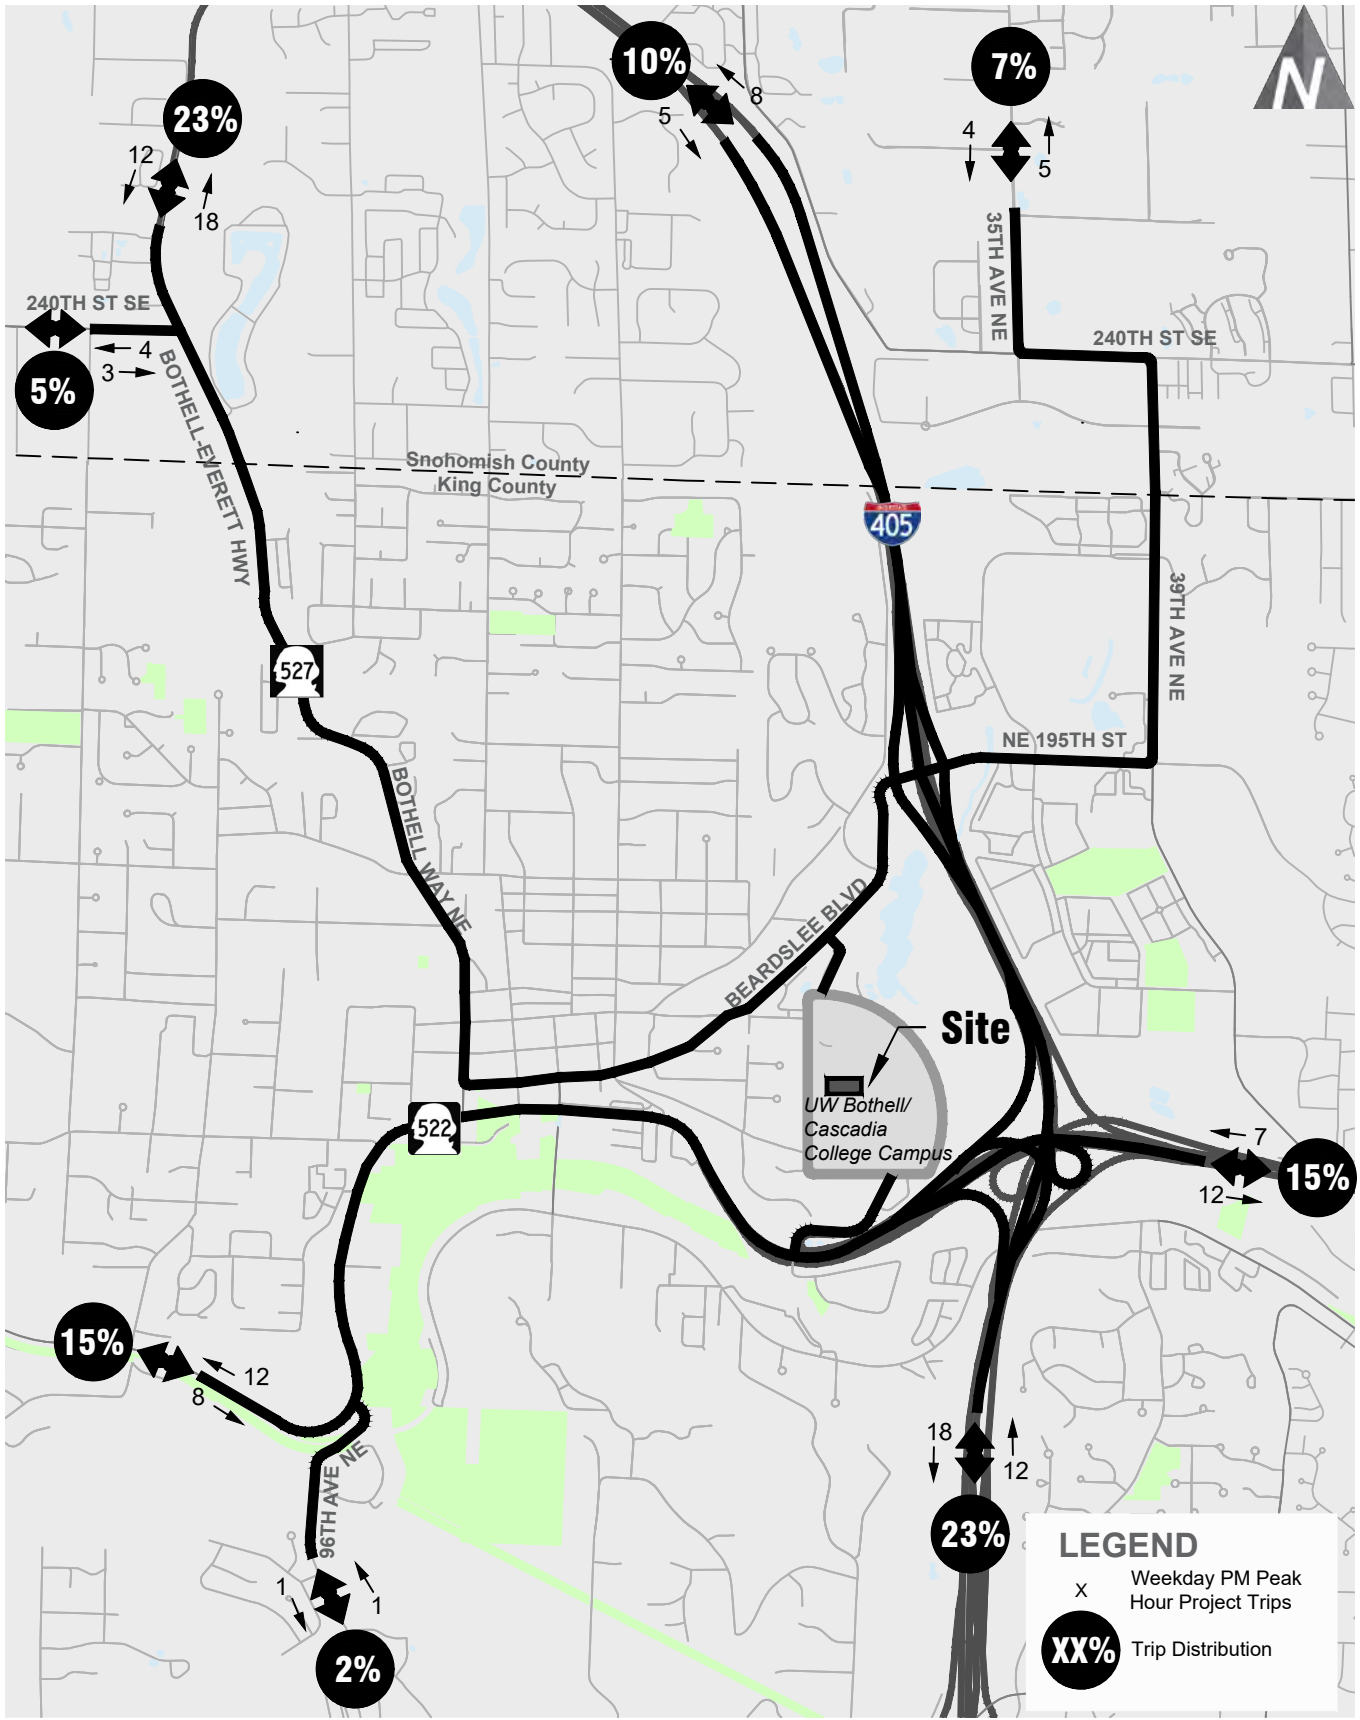 10%
7%
N
23%
8
5
4
5
12
18
35TH AVE NE
240TH ST SE
240TH ST SE
4
3
5%
BOTHELL-EVERETT HWY
Snohomish County
King County
INTERSTATE
405
39TH AVE NE
527
NE 195TH ST
BOTHELL WAY NE
BEARDSLEE BLVD
Site
UW Bothell/
Cascadia
College Campus
522
7
15%
12
15%
12
8
18
12
96TH AVE NE
23%
1
1
2%
LEGEND
X
Weekday PM Peak
Hour Project Trips
XX%
Trip Distribution